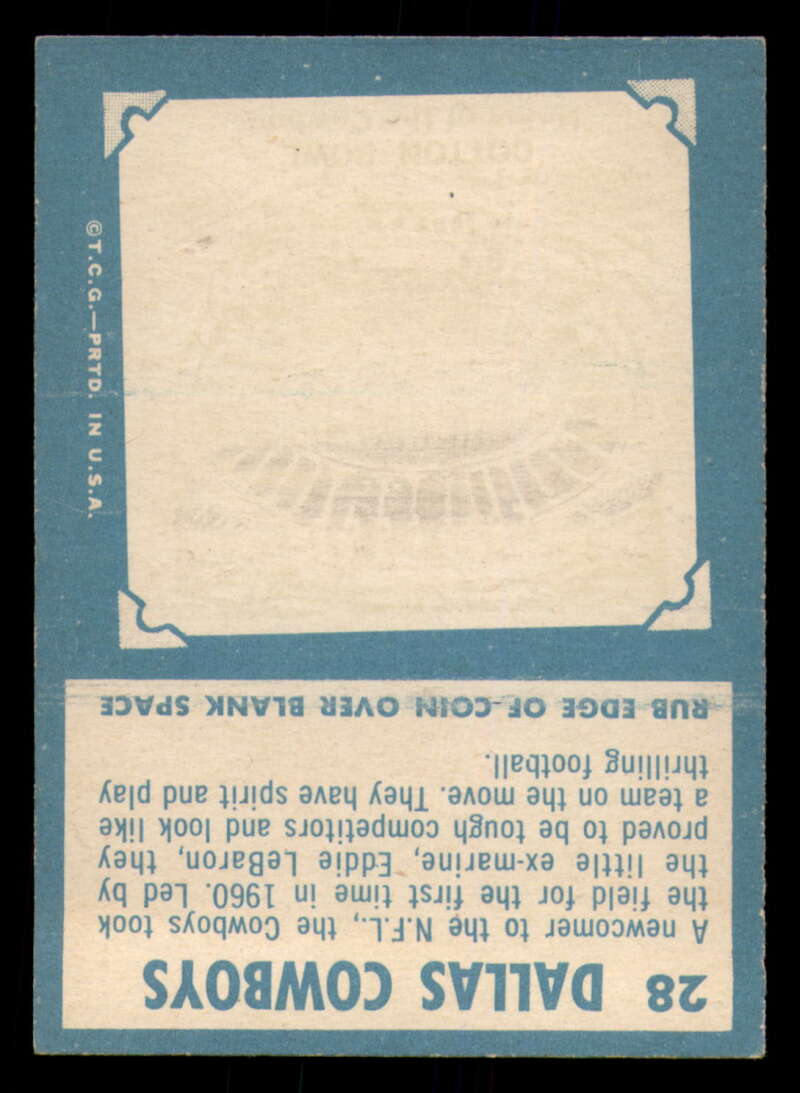 28 DALLAS COWBOYS
A newcomer to the N.F.L., the Cowboys took
the field for the first time in 1960. Led by
the little ex-marine, Eddie LeBaron, they
proved to be tough competitors and look like
a team on the move. They have spirit and play
thrilling football.
RUB EDGE OF COIN OVER BLANK SPACE
©T.C.G.—PRTD. IN U.S.A.
COTTON BOWL